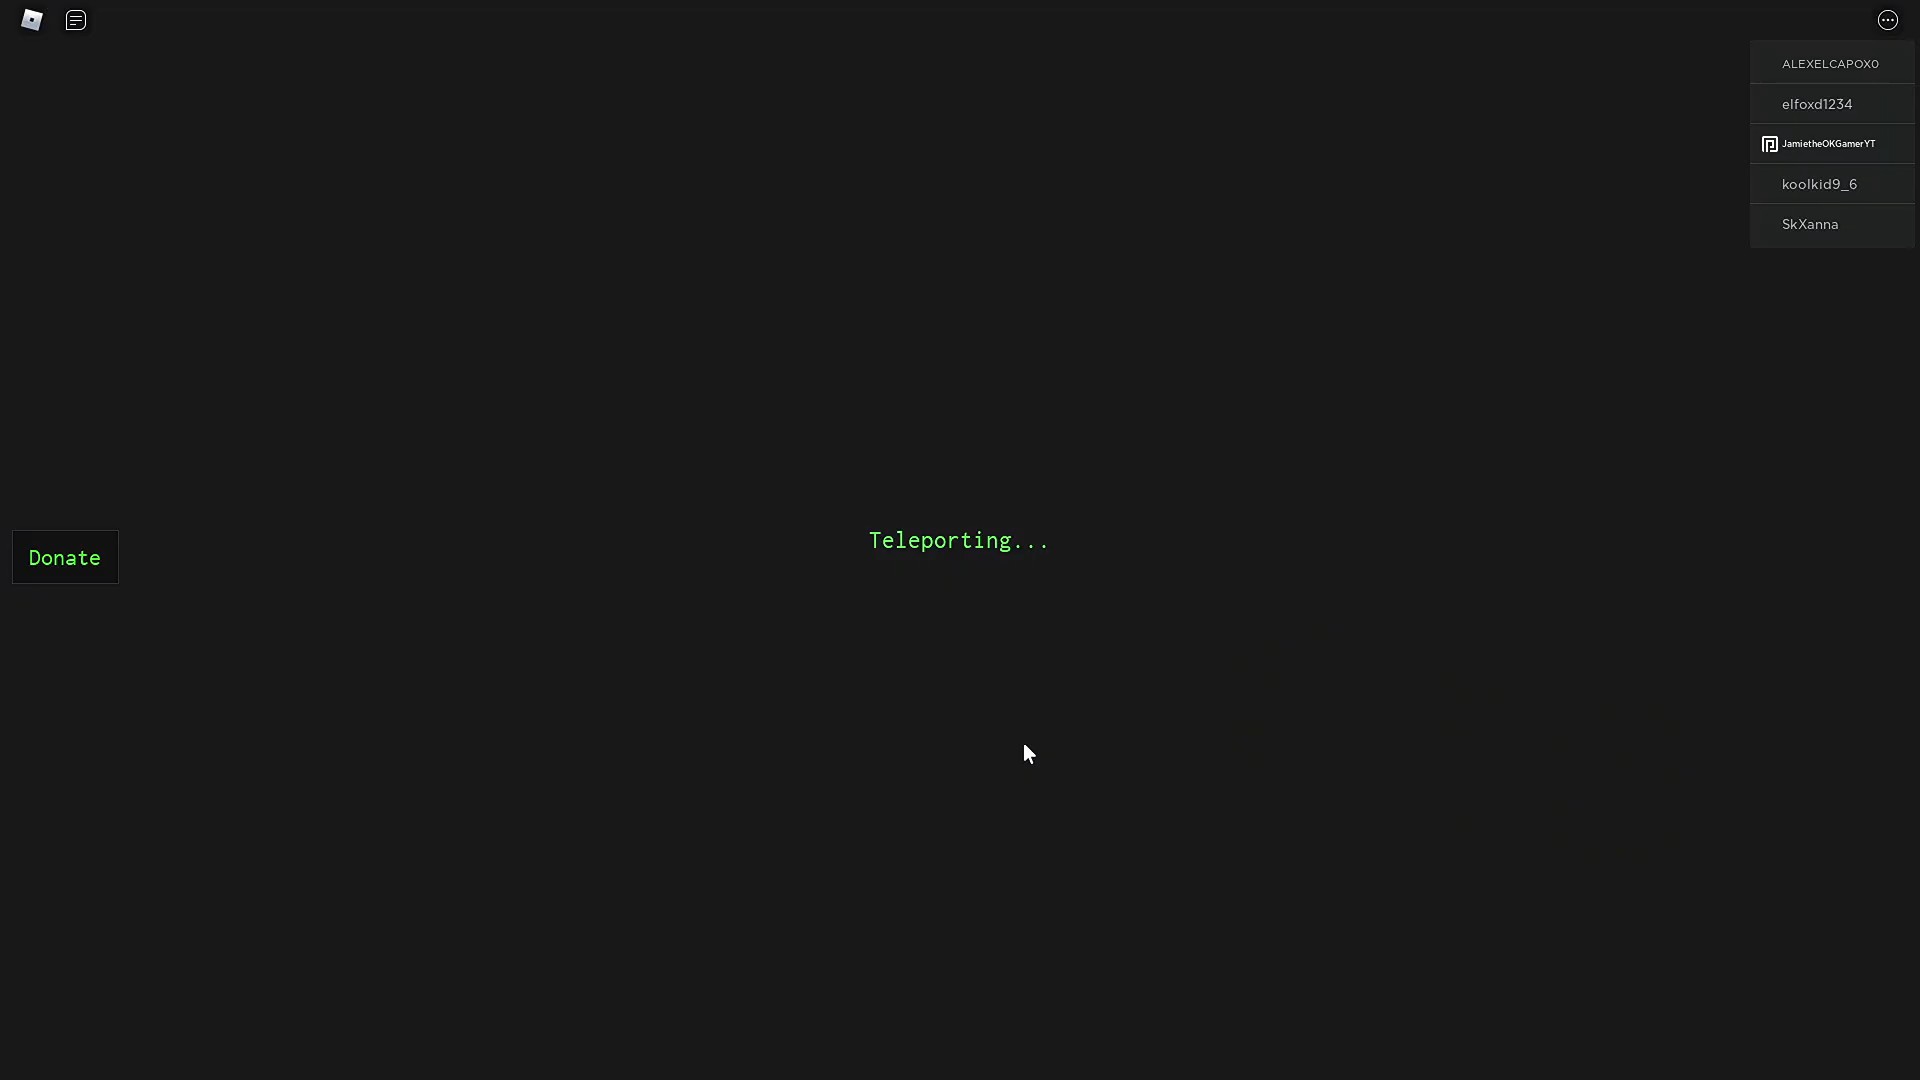 ALEXELCAPOX0
elfoxd1234
JamietheOKGamerYT
koolkid9_6
SkXanna
Teleporting...
Donate